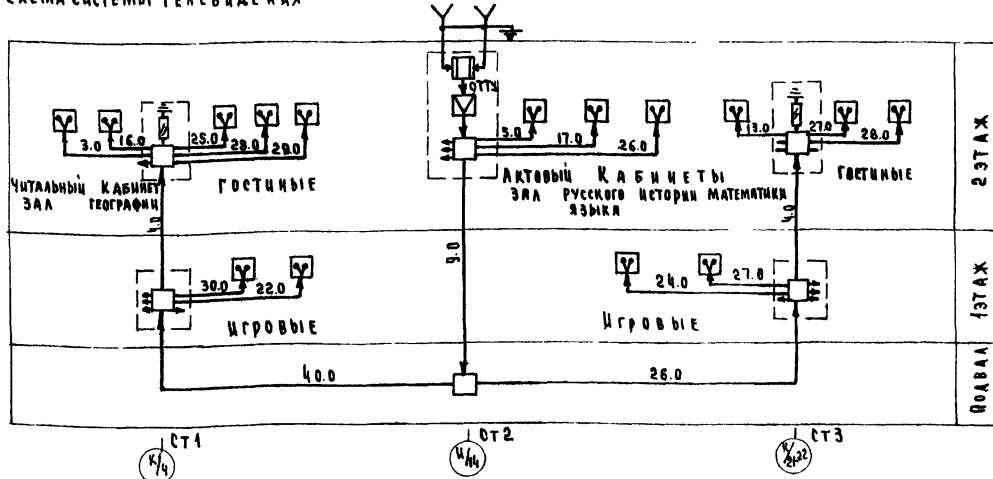 СХЕМА СИСТЕМЫ ТЕЛЕВИДЕНИЯ
ОТТУ
3.0 16.0 25.0 28.0 29.0
5.0 17.0 26.0
13.0 27.0 28.0
ЧИТАЛЬНЫЙ КАБИНЕТ
ЗАЛ ГЕОГРАФИИ
ГОСТИНЫЕ
АКТОВЫЙ КАБИНЕТЫ
ЗАЛ РУССКОГО ИСТОРИИ МАТЕМАТИКИ
ЯЗЫКА
ГОСТИНЫЕ
2 ЭТАЖ
4.0
9.0
4.0
30.0 22.0
24.0 27.0
ИГРОВЫЕ
ИГРОВЫЕ
1 ЭТАЖ
40.0
26.0
ПОДВАЛ
СТ1
К/4
СТ2
И/14
СТ3
К/21-22